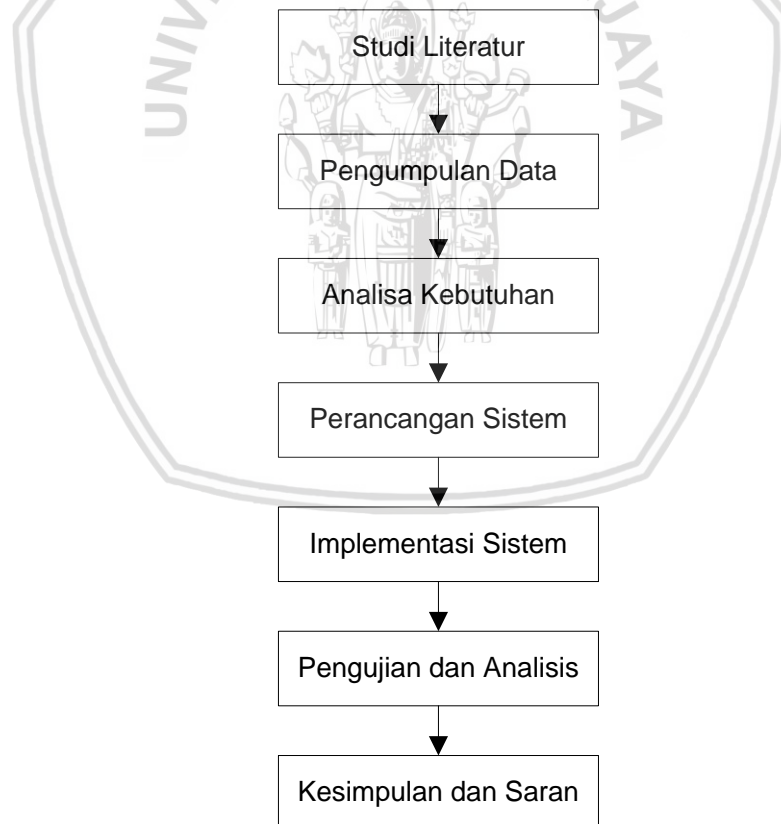 Studi Literatur
Pengumpulan Data
Analisa Kebutuhan
Perancangan Sistem
Implementasi Sistem
Pengujian dan Analisis
Kesimpulan dan Saran